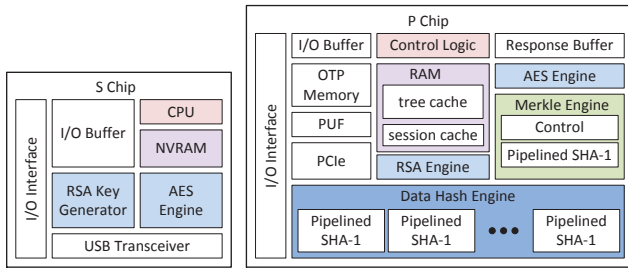 S Chip
I/O Interface
I/O Buffer
CPU
NVRAM
RSA Key
Generator
AES
Engine
USB Transceiver
P Chip
I/O Interface
I/O Buffer
Control Logic
Response Buffer
OTP
Memory
PUF
PCIe
RAM
tree cache
session cache
RSA Engine
AES Engine
Merkle Engine
Control
Pipelined SHA-1
Data Hash Engine
Pipelined
SHA-1
Pipelined
SHA-1
●●●
Pipelined
SHA-1